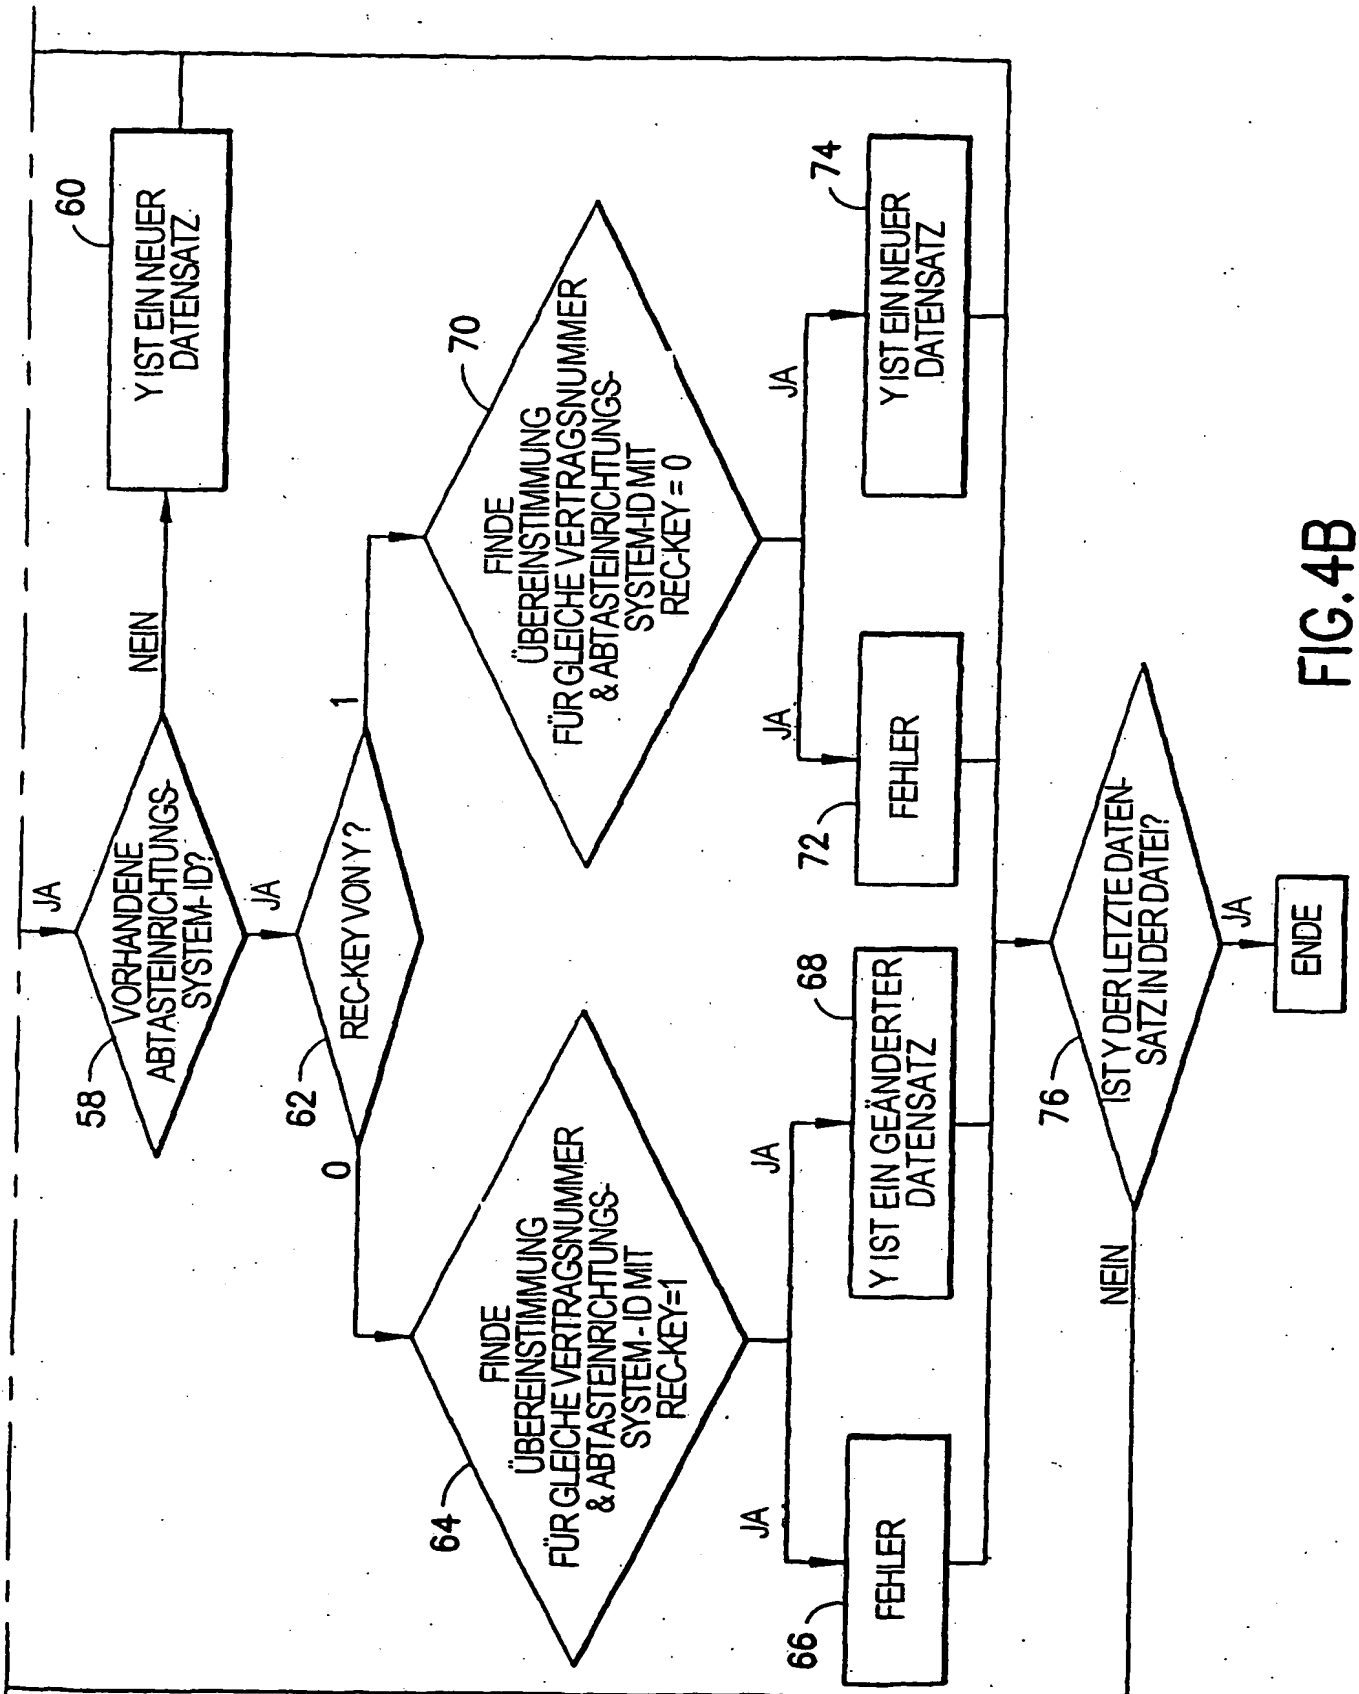 JA
58
VORHANDENE
ABTASTEINRICHTUNGS-
SYSTEM-ID?
NEIN
60
Y IST EIN NEUER
DATENSATZ
JA
62
REC-KEY VON Y?
0
1
64
FINDE
ÜBEREINSTIMMUNG
FÜR GLEICHE VERTRAGSNUMMER
& ABTASTEINRICHTUNGS-
SYSTEM-ID MIT
REC-KEY=1
70
FINDE
ÜBEREINSTIMMUNG
FÜR GLEICHE VERTRAGSNUMMER
& ABTASTEINRICHTUNGS-
SYSTEM-ID MIT
REC-KEY = 0
JA
JA
JA
JA
66
FEHLER
68
Y IST EIN GEÄNDERTER
DATENSATZ
72
FEHLER
74
Y IST EIN NEUER
DATENSATZ
76
IST Y DER LETZTE DATEN-
SATZ IN DER DATEI?
NEIN
JA
ENDE
FIG.4B